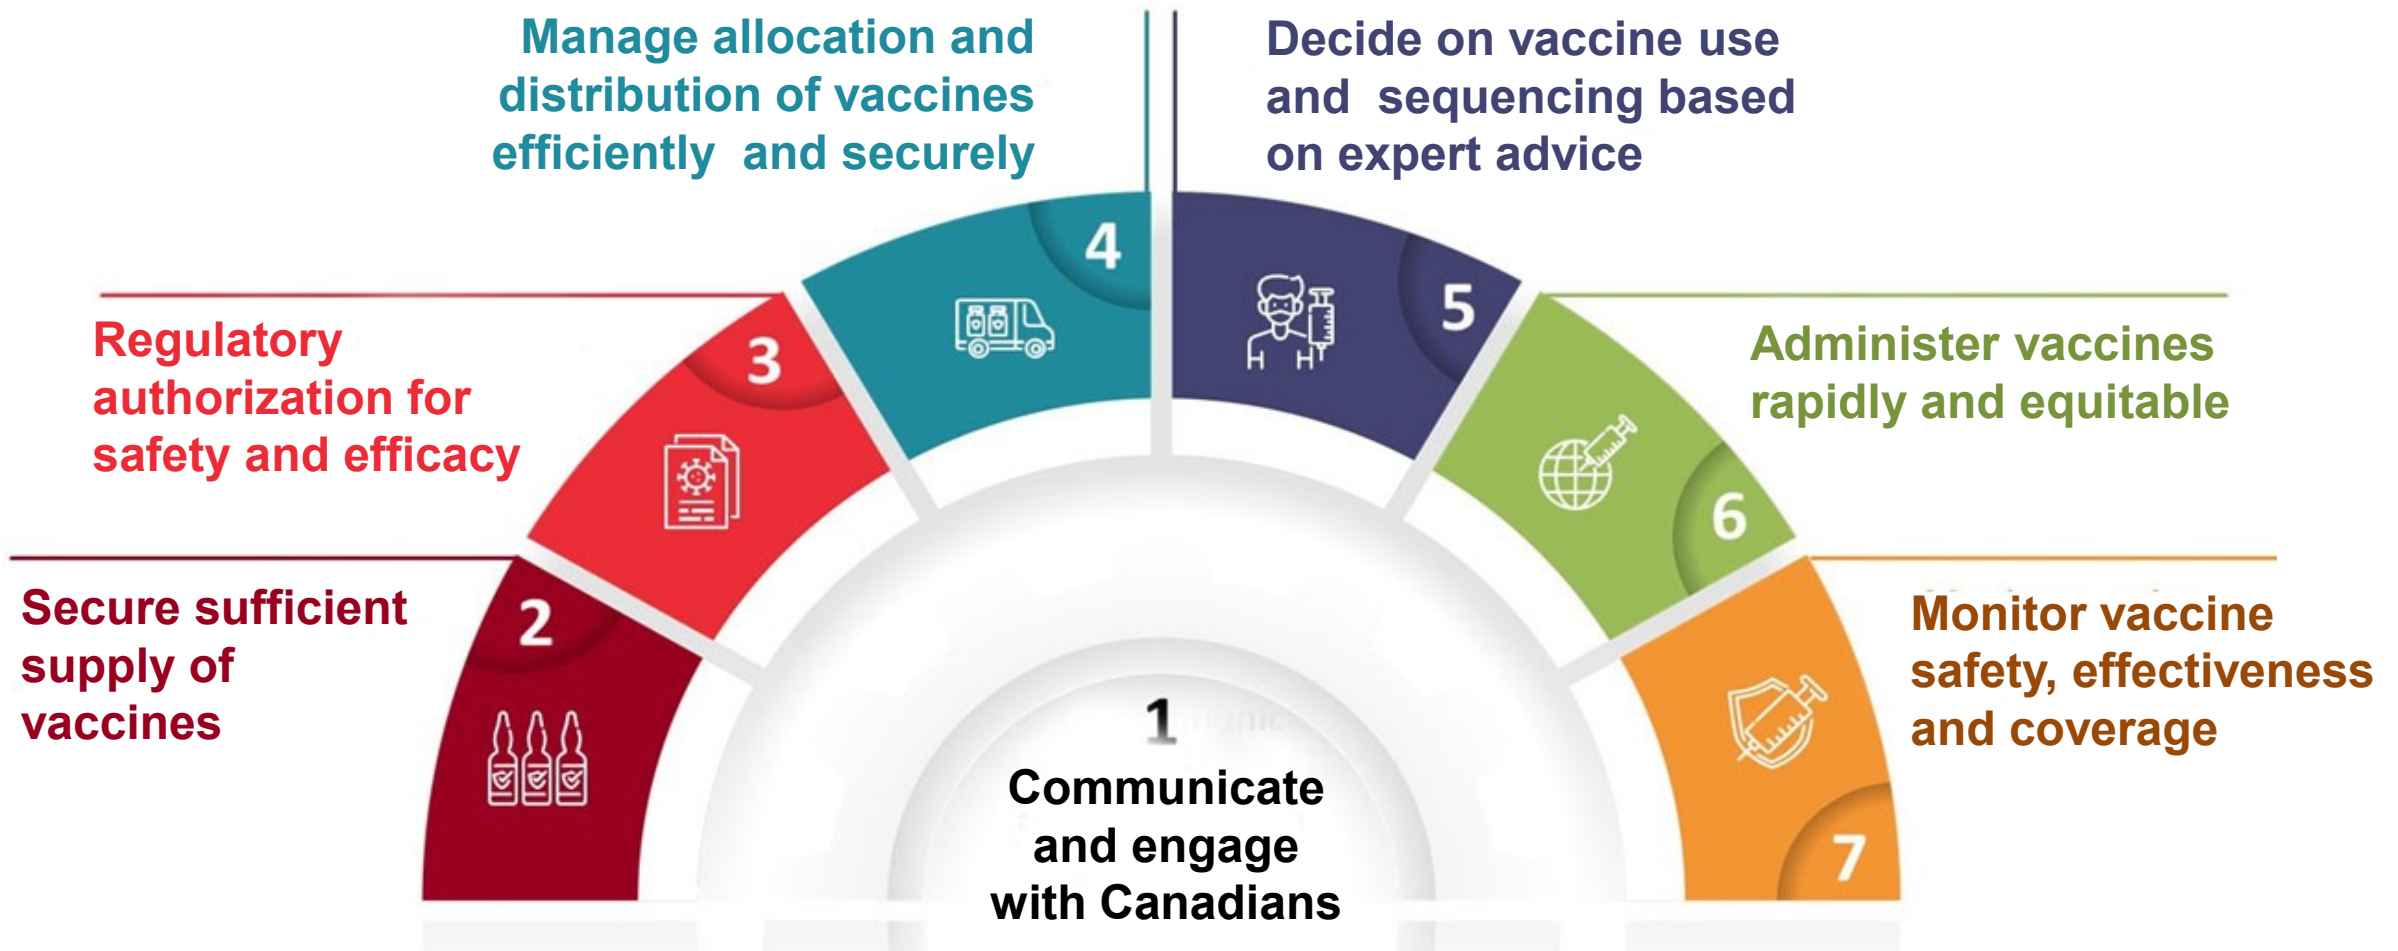 1
Communicate
and engage
with Canadians
2
Secure sufficient
supply of
vaccines
3
Regulatory
authorization for
safety and efficacy
4
Manage allocation and
distribution of vaccines
efficiently and securely
5
Decide on vaccine use
and sequencing based
on expert advice
6
Administer vaccines
rapidly and equitable
7
Monitor vaccine
safety, effectiveness
and coverage